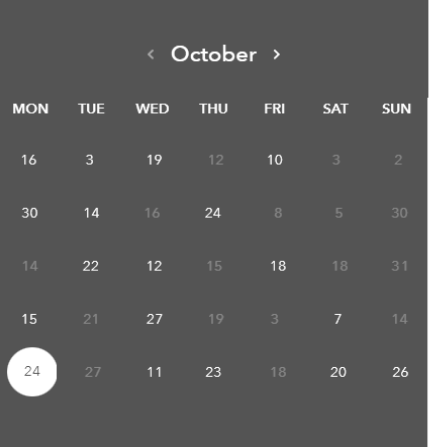 ‹ October ›
MON TUE WED THU FRI SAT SUN
16 3 19 12 10 3 2
30 14 16 24 8 5 30
14 22 12 15 18 18 31
15 21 27 19 3 7 14
24 27 11 23 18 20 26